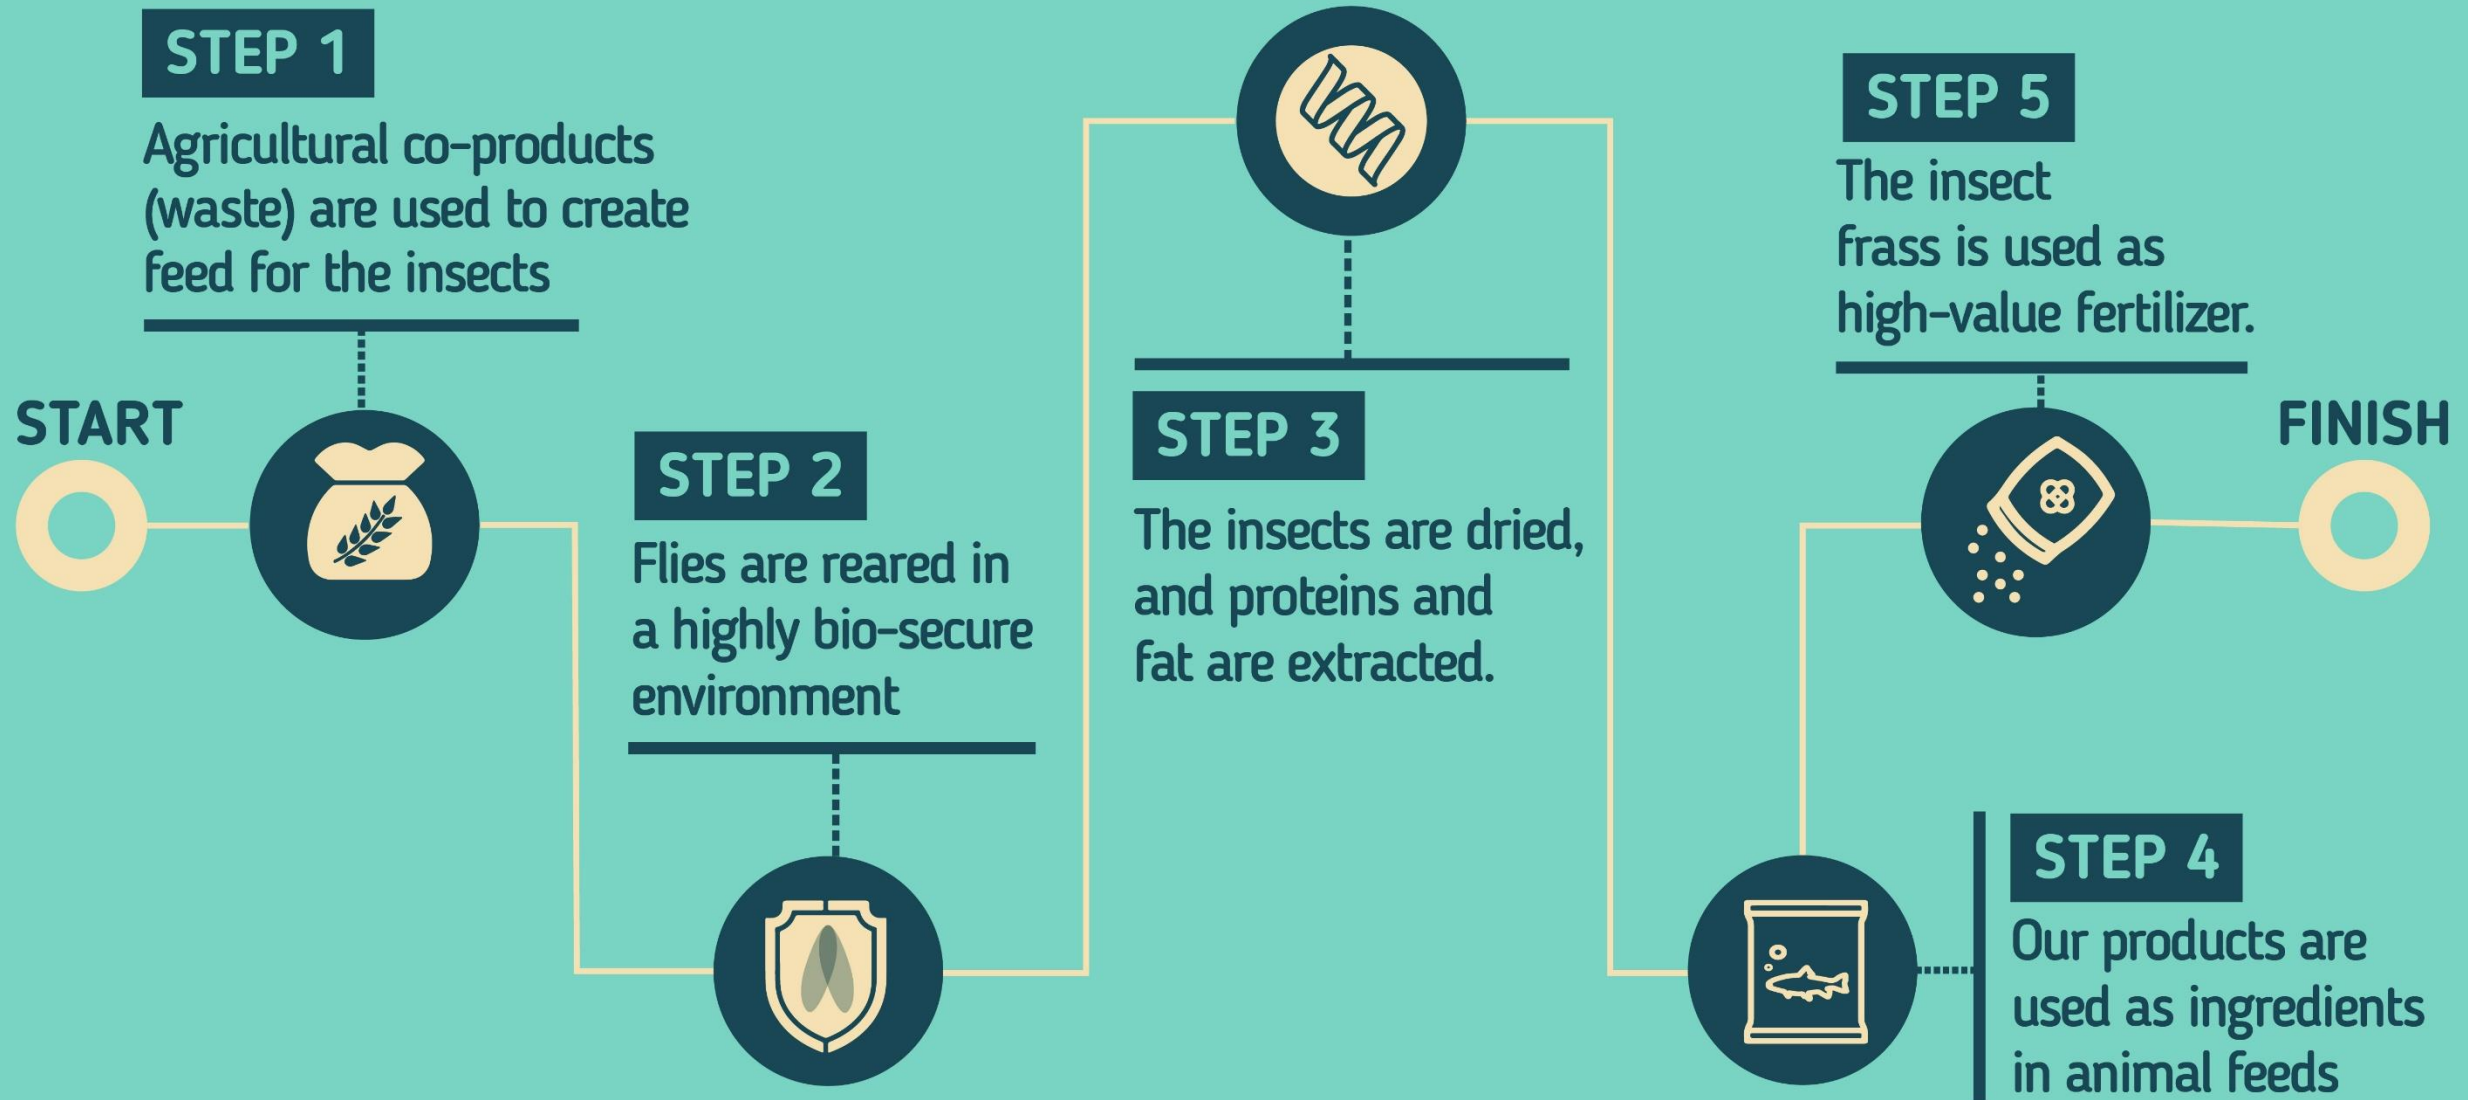 STEP 1
Agricultural co-products
(waste) are used to create
feed for the insects
START
STEP 2
Flies are reared in
a highly bio-secure
environment
STEP 3
The insects are dried,
and proteins and
fat are extracted.
STEP 4
Our products are
used as ingredients
in animal feeds
STEP 5
The insect
frass is used as
high-value fertilizer.
FINISH